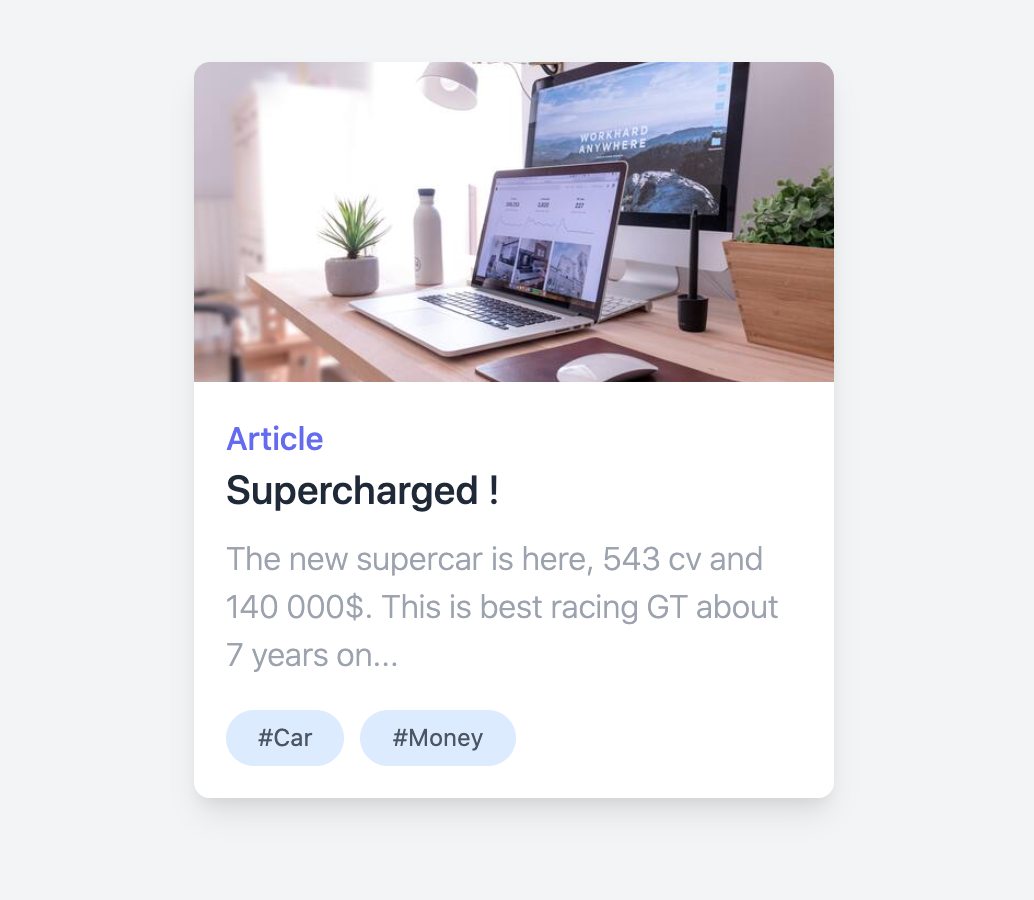 WORKHARD
ANYWHERE
Article
Supercharged !
The new supercar is here, 543 cv and
140 000$. This is best racing GT about
7 years on...
#Car #Money